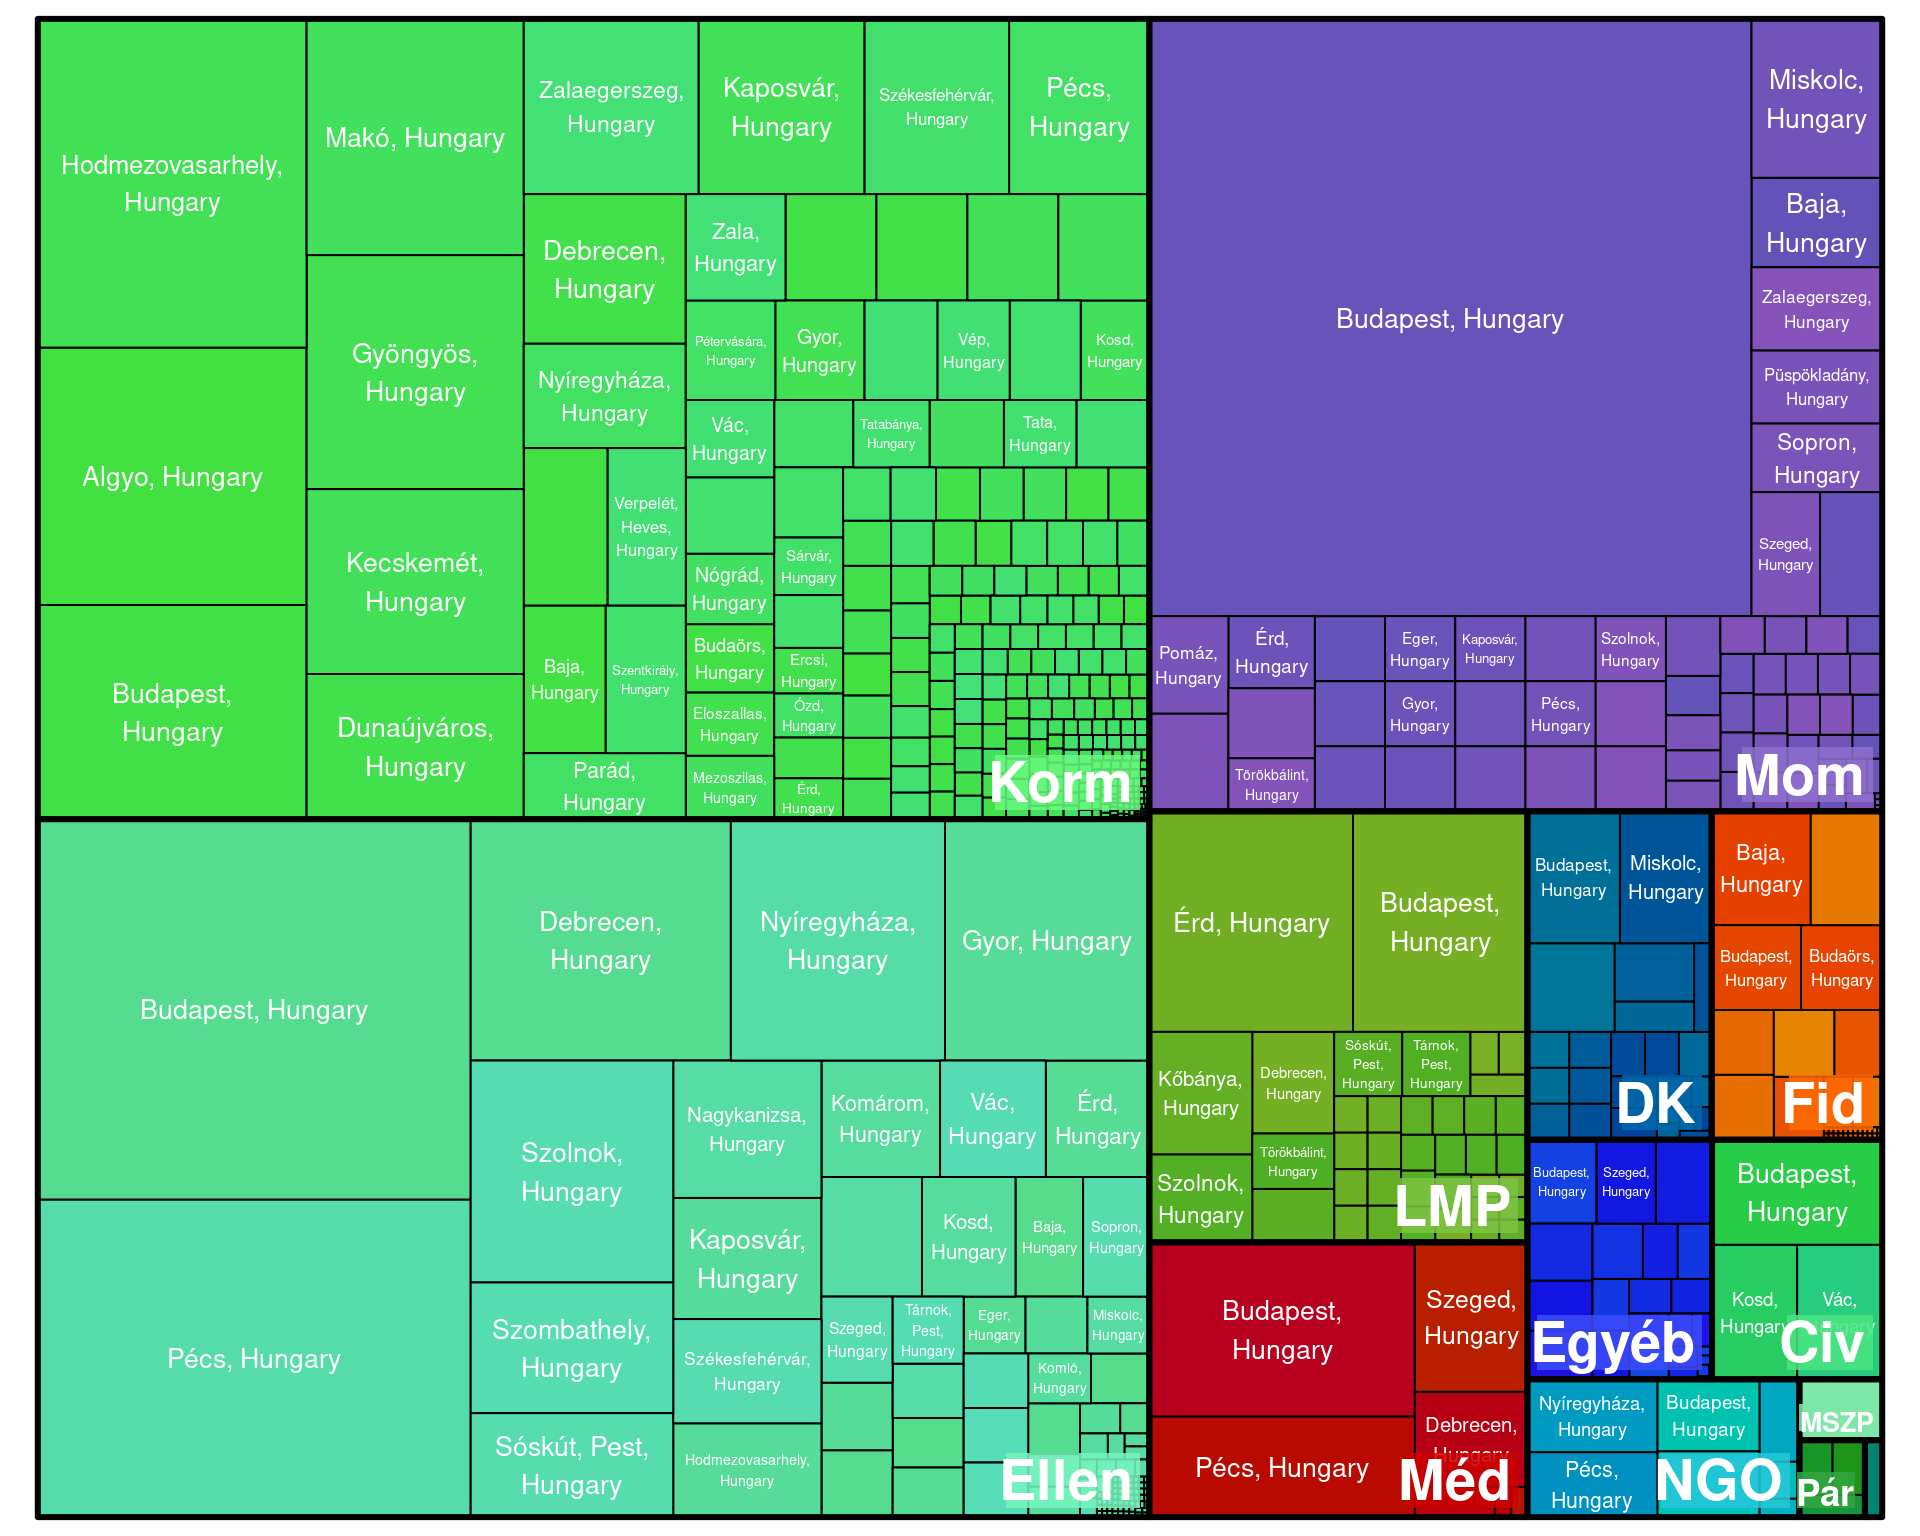 Hodmezovasarhely,
Hungary
Algyo, Hungary
Budapest,
Hungary
Makó, Hungary
Gyöngyös,
Hungary
Kecskemét,
Hungary
Dunaújváros,
Hungary
Zalaegerszeg,
Hungary
Kaposvár,
Hungary
Székesfehérvár,
Hungary
Pécs,
Hungary
Debrecen,
Hungary
Nyíregyháza,
Hungary
Verpelét,
Heves,
Hungary
Baja,
Hungary
Szentkirály,
Hungary
Parád,
Hungary
Zala,
Hungary
Pétervására,
Hungary
Gyor,
Hungary
Vép,
Hungary
Kosd,
Hungary
Vác,
Hungary
Tatabánya,
Hungary
Tata,
Hungary
Nógrád,
Hungary
Sárvár,
Hungary
Budaörs,
Hungary
Ercsi,
Hungary
Eloszallas,
Hungary
Ózd,
Hungary
Mezoszilas,
Hungary
Érd,
Hungary
Korm
Budapest, Hungary
Miskolc,
Hungary
Baja,
Hungary
Zalaegerszeg,
Hungary
Püspökladány,
Hungary
Sopron,
Hungary
Szeged,
Hungary
Pomáz,
Hungary
Érd,
Hungary
Törökbálint,
Hungary
Eger,
Hungary
Kaposvár,
Hungary
Szolnok,
Hungary
Gyor,
Hungary
Pécs,
Hungary
Mom
Budapest, Hungary
Pécs, Hungary
Debrecen,
Hungary
Nyíregyháza,
Hungary
Gyor, Hungary
Szolnok,
Hungary
Szombathely,
Hungary
Sóskút, Pest,
Hungary
Nagykanizsa,
Hungary
Kaposvár,
Hungary
Székesfehérvár,
Hungary
Hodmezovasarhely,
Hungary
Komárom,
Hungary
Vác,
Hungary
Érd,
Hungary
Kosd,
Hungary
Baja,
Hungary
Sopron,
Hungary
Szeged,
Hungary
Tárnok,
Pest,
Hungary
Eger,
Hungary
Miskolc,
Hungary
Komló,
Hungary
Ellen
Érd, Hungary
Budapest,
Hungary
Kőbánya,
Hungary
Szolnok,
Hungary
Debrecen,
Hungary
Törökbálint,
Hungary
Sóskút,
Pest,
Hungary
Tárnok,
Pest,
Hungary
LMP
Budapest,
Hungary
Pécs, Hungary
Szeged,
Hungary
Debrecen,
Hungary
Méd
Budapest,
Hungary
Miskolc,
Hungary
DK
Baja,
Hungary
Budapest,
Hungary
Budaörs,
Hungary
Fid
Budapest,
Hungary
Szeged,
Hungary
Egyéb
Budapest,
Hungary
Kosd,
Hungary
Vác,
Hungary
Civ
Nyíregyháza,
Hungary
Pécs,
Hungary
Budapest,
Hungary
NGO
MSZP
Pár